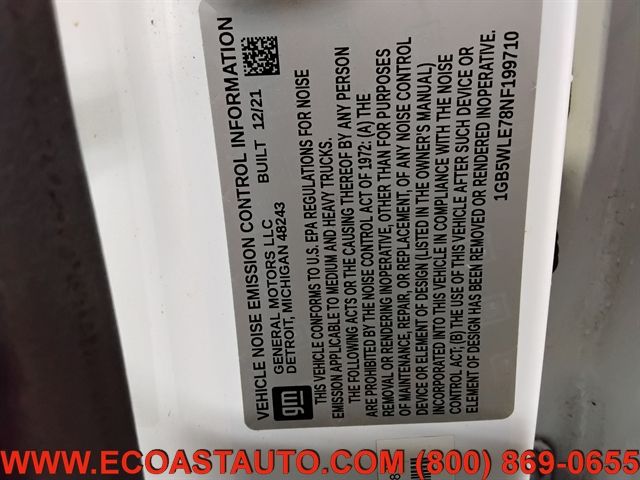 VEHICLE NOISE EMISSION CONTROL INFORMATION
GENERAL MOTORS LLC BUILT 12/21
DETROIT, MICHIGAN 48243
gm
THIS VEHICLE CONFORMS TO U.S. EPA REGULATIONS FOR NOISE
EMISSION APPLICABLE TO MEDIUM AND HEAVY TRUCKS.
THE FOLLOWING ACTS OR THE CAUSING THEREOF BY ANY PERSON
ARE PROHIBITED BY THE NOISE CONTROL ACT OF 1972: (A) THE
REMOVAL OR RENDERING INOPERATIVE, OTHER THAN FOR PURPOSES
OF MAINTENANCE, REPAIR, OR REPLACEMENT, OF ANY NOISE CONTROL
DEVICE OR ELEMENT OF DESIGN (LISTED IN THE OWNER'S MANUAL)
INCORPORATED INTO THIS VEHICLE IN COMPLIANCE WITH THE NOISE
CONTROL ACT; (B) THE USE OF THIS VEHICLE AFTER SUCH DEVICE OR
ELEMENT OF DESIGN HAS BEEN REMOVED OR RENDERED INOPERATIVE.
1GB5WLE78NF199710
WWW.ECOASTAUTO.COM (800) 869-0655